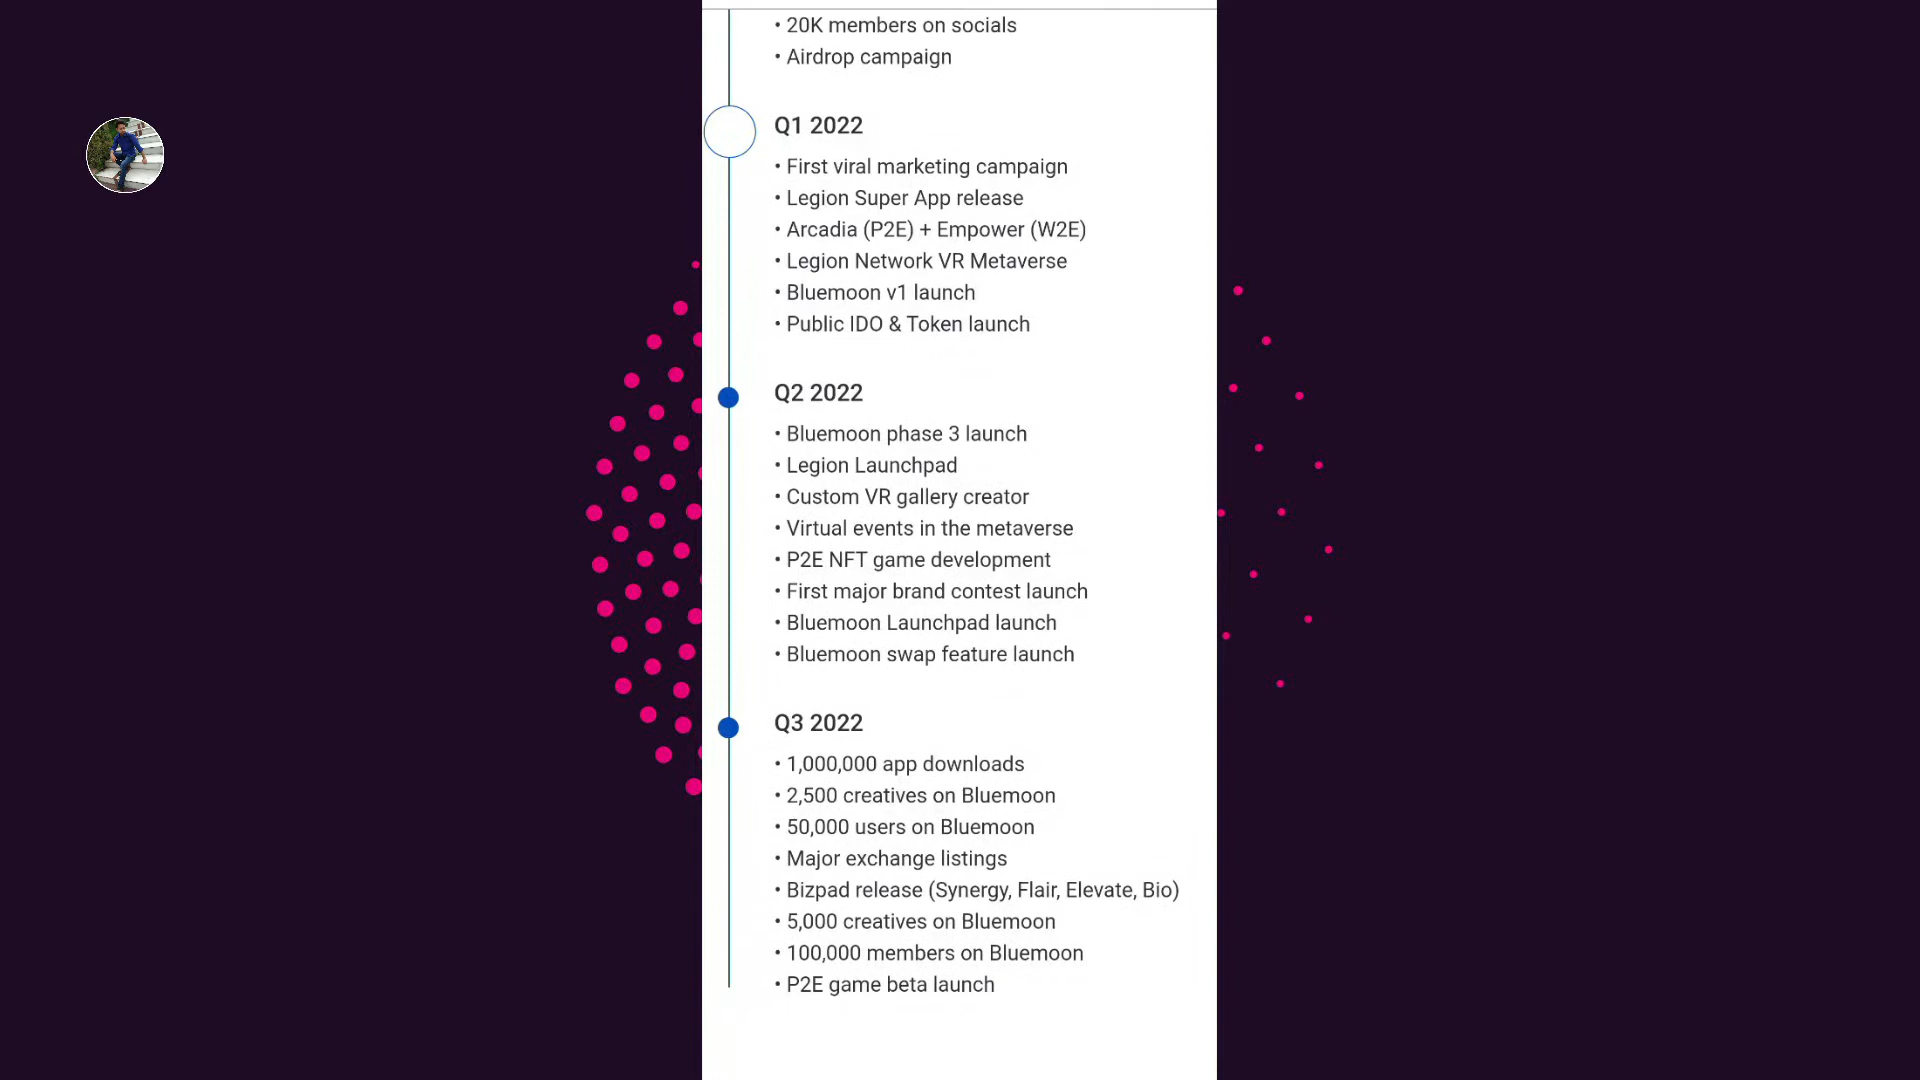 • 20K members on socials
• Airdrop campaign
Q1 2022
• First viral marketing campaign
• Legion Super App release
• Arcadia (P2E) + Empower (W2E)
• Legion Network VR Metaverse
• Bluemoon v1 launch
• Public IDO & Token launch
Q2 2022
• Bluemoon phase 3 launch
• Legion Launchpad
• Custom VR gallery creator
• Virtual events in the metaverse
• P2E NFT game development
• First major brand contest launch
• Bluemoon Launchpad launch
• Bluemoon swap feature launch
Q3 2022
• 1,000,000 app downloads
• 2,500 creatives on Bluemoon
• 50,000 users on Bluemoon
• Major exchange listings
• Bizpad release (Synergy, Flair, Elevate, Bio)
• 5,000 creatives on Bluemoon
• 100,000 members on Bluemoon
• P2E game beta launch